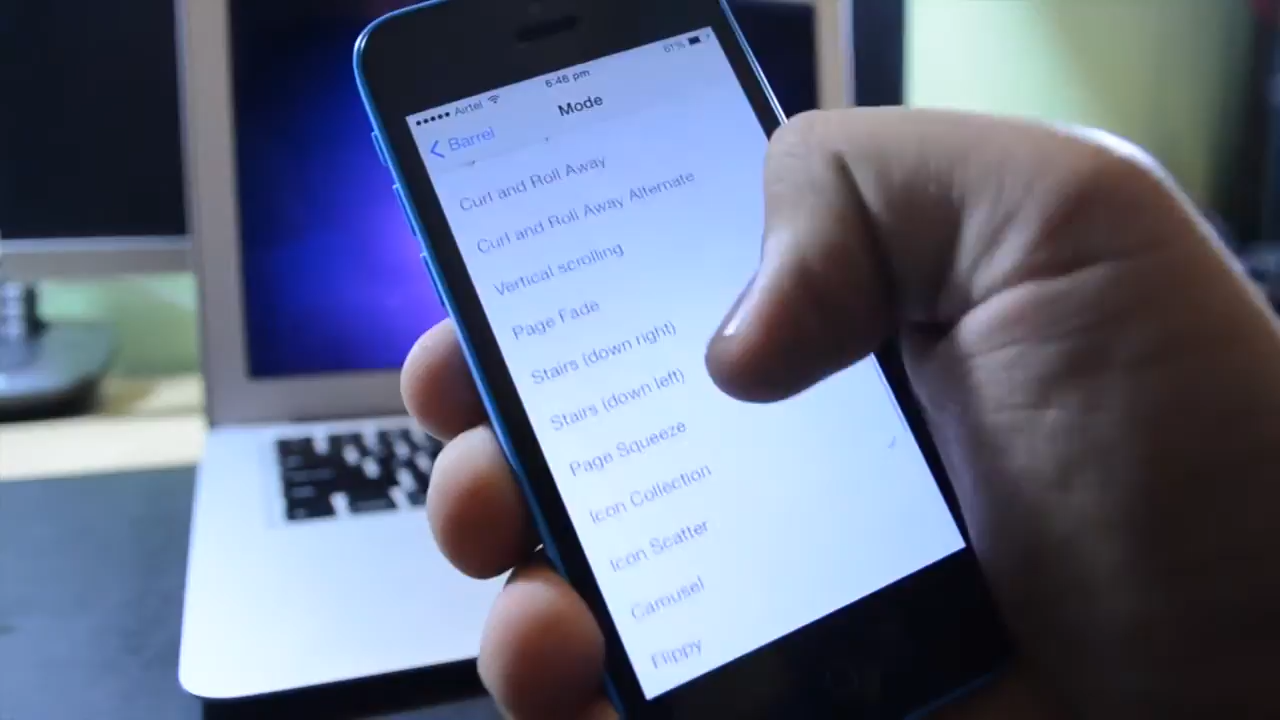 Airtel 6:46 pm 61%
Barrel Mode
Curl and Roll Away
Curl and Roll Away Alternate
Vertical scrolling
Page Fade
Stairs (down right)
Stairs (down left)
Page Squeeze
Icon Collection
Icon Scatter
Carousel
Flippy